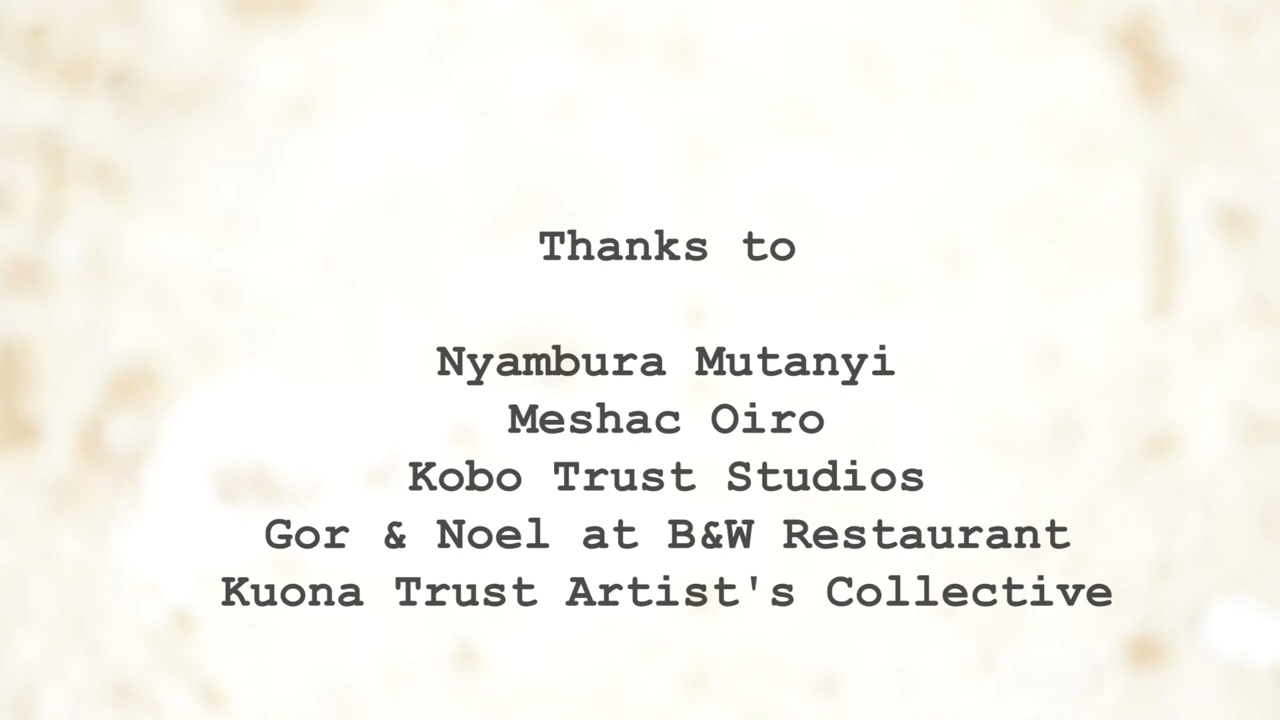 Thanks to
Nyambura Mutanyi
Meshac Oiro
Kobo Trust Studios
Gor & Noel at B&W Restaurant
Kuona Trust Artist's Collective